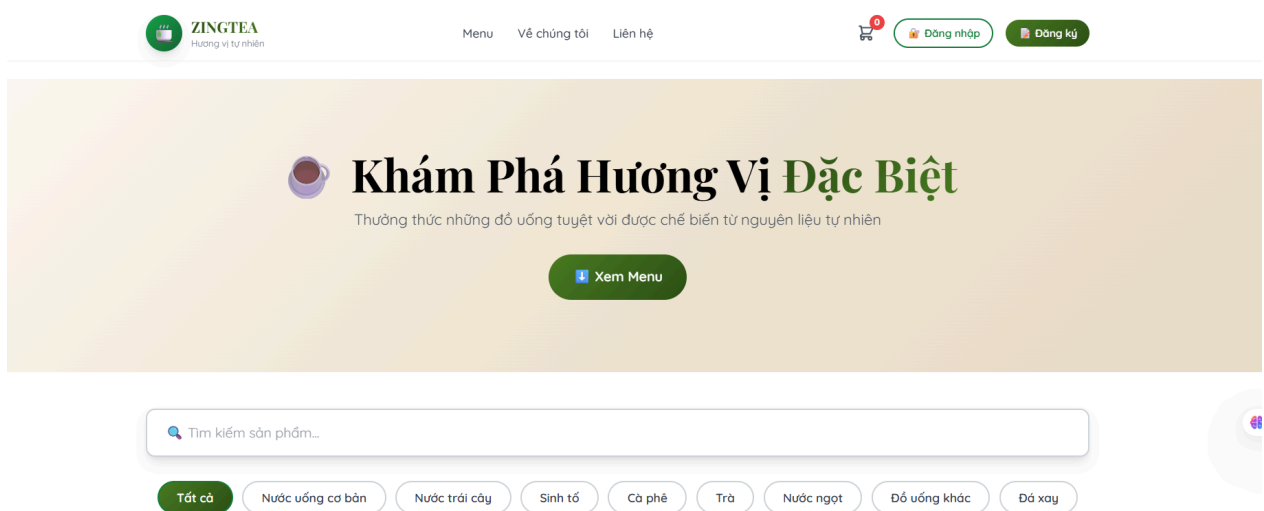 ZINGTEA
Hương vị tự nhiên
Menu Về chúng tôi Liên hệ
0
Đăng nhập
Đăng ký
Khám Phá Hương Vị Đặc Biệt
Thưởng thức những đồ uống tuyệt vời được chế biến từ nguyên liệu tự nhiên
Xem Menu
Tìm kiếm sản phẩm...
Tất cả Nước uống cơ bản Nước trái cây Sinh tố Cà phê Trà Nước ngọt Đồ uống khác Đá xay